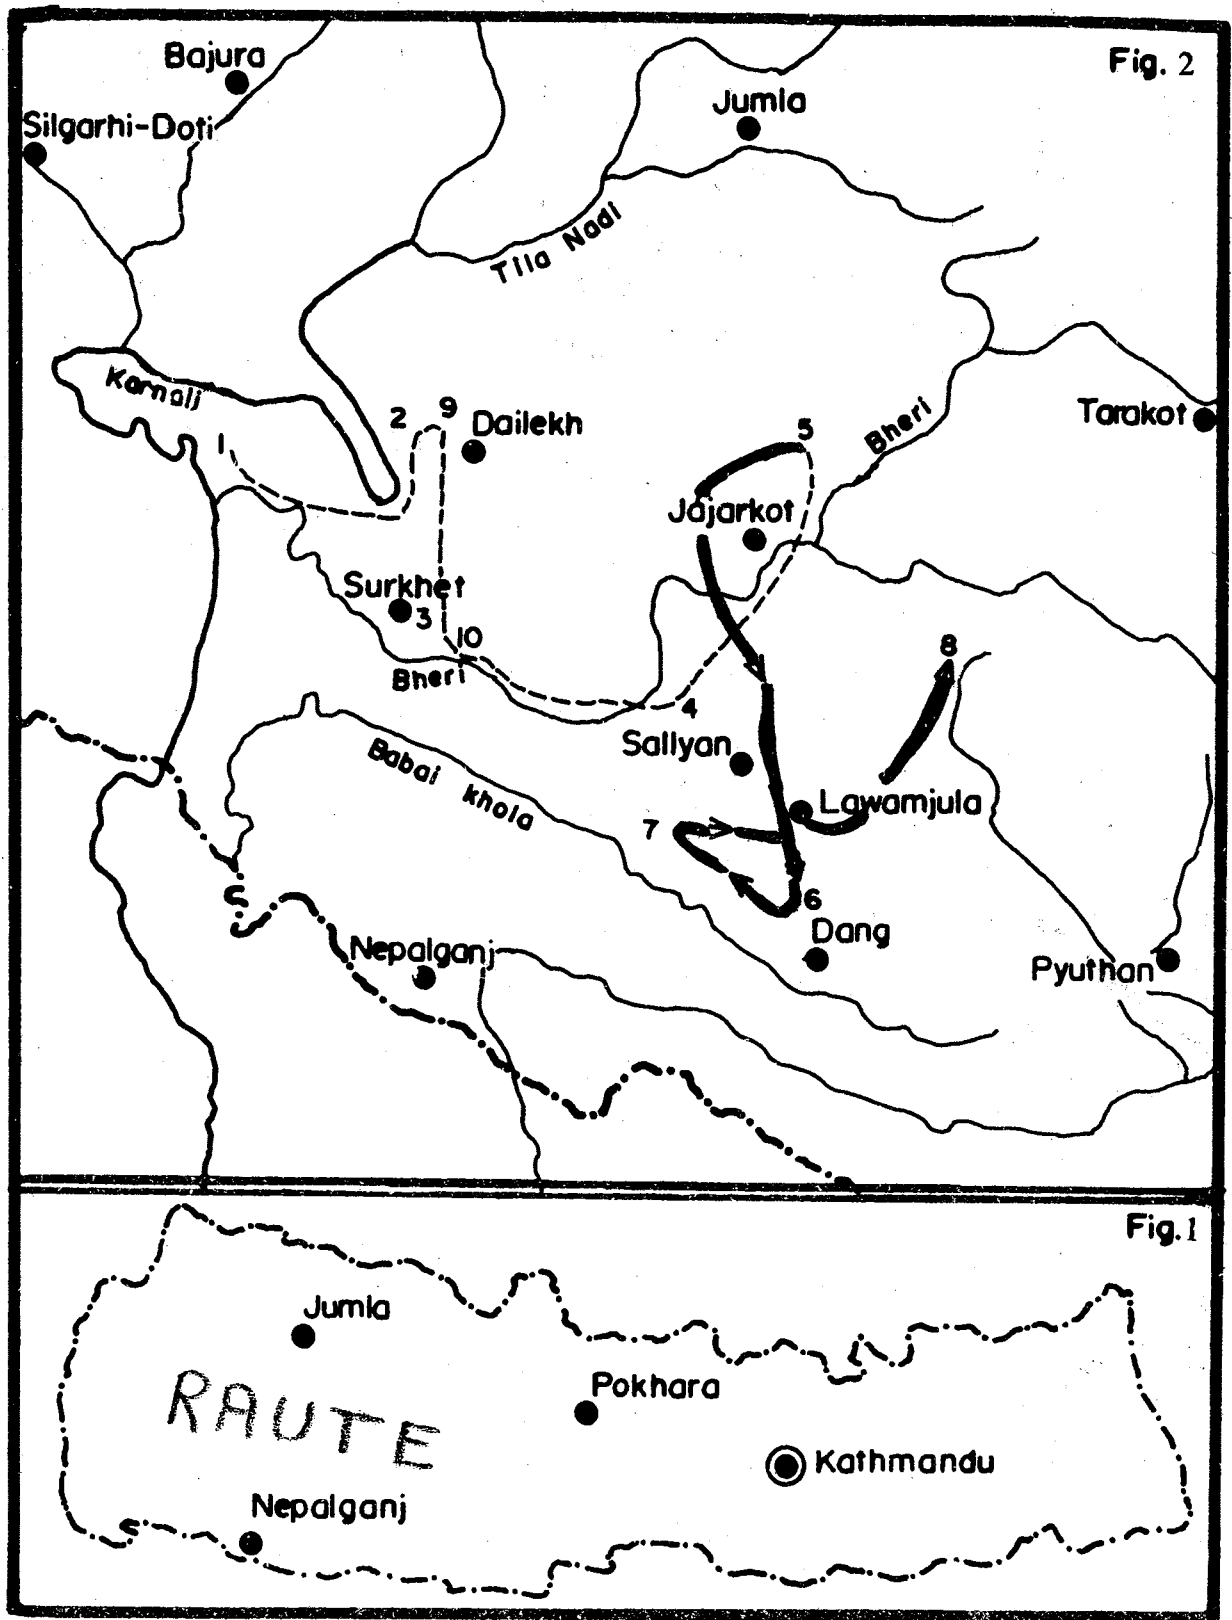 Fig. 2
Bajura
Jumla
Silgarhi-Doti
Tila Nadi
Karnali
Tarakot
1
2
9
Dailekh
5
Bheri
Jajarkot
Surkhet
3
10
Bheri
8
4
Sallyan
Babai khola
Lawamjula
7
6
Dang
Nepalganj
Pyuthan
Fig. 1
Jumla
RAUTE
Pokhara
Kathmandu
Nepalganj